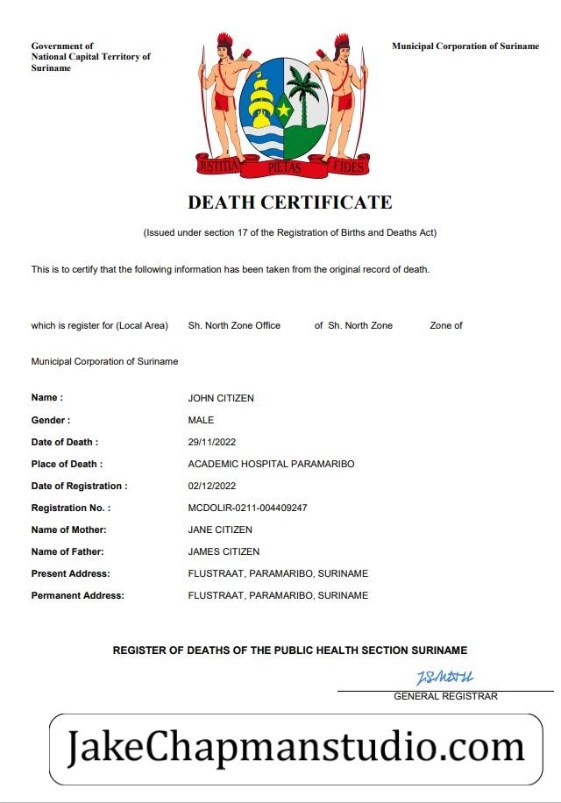 Government of
National Capital Territory of
Suriname
Municipal Corporation of Suriname
JUSTITIA PIETAS FIDES
DEATH CERTIFICATE
(Issued under section 17 of the Registration of Births and Deaths Act)
This is to certify that the following information has been taken from the original record of death.
which is register for (Local Area) Sh. North Zone Office of Sh. North Zone Zone of
Municipal Corporation of Suriname
Name : JOHN CITIZEN
Gender : MALE
Date of Death : 29/11/2022
Place of Death : ACADEMIC HOSPITAL PARAMARIBO
Date of Registration : 02/12/2022
Registration No. : MCDOLIR-0211-004409247
Name of Mother: JANE CITIZEN
Name of Father: JAMES CITIZEN
Present Address: FLUSTRAAT, PARAMARIBO, SURINAME
Permanent Address: FLUSTRAAT, PARAMARIBO, SURINAME
REGISTER OF DEATHS OF THE PUBLIC HEALTH SECTION SURINAME
GENERAL REGISTRAR
JakeChapmanstudio.com